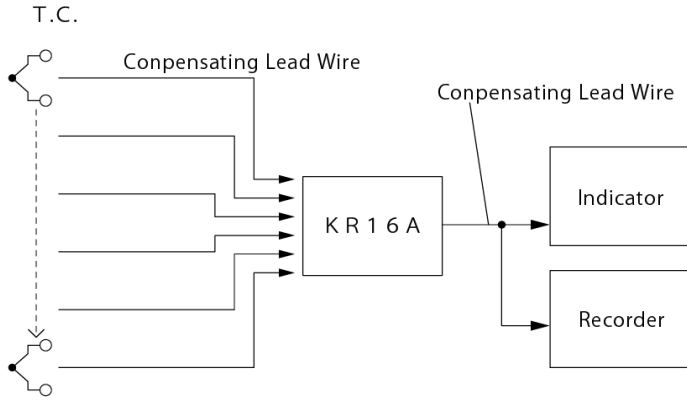 T.C.
Conpensating Lead Wire
Conpensating Lead Wire
KR16A
Indicator
Recorder